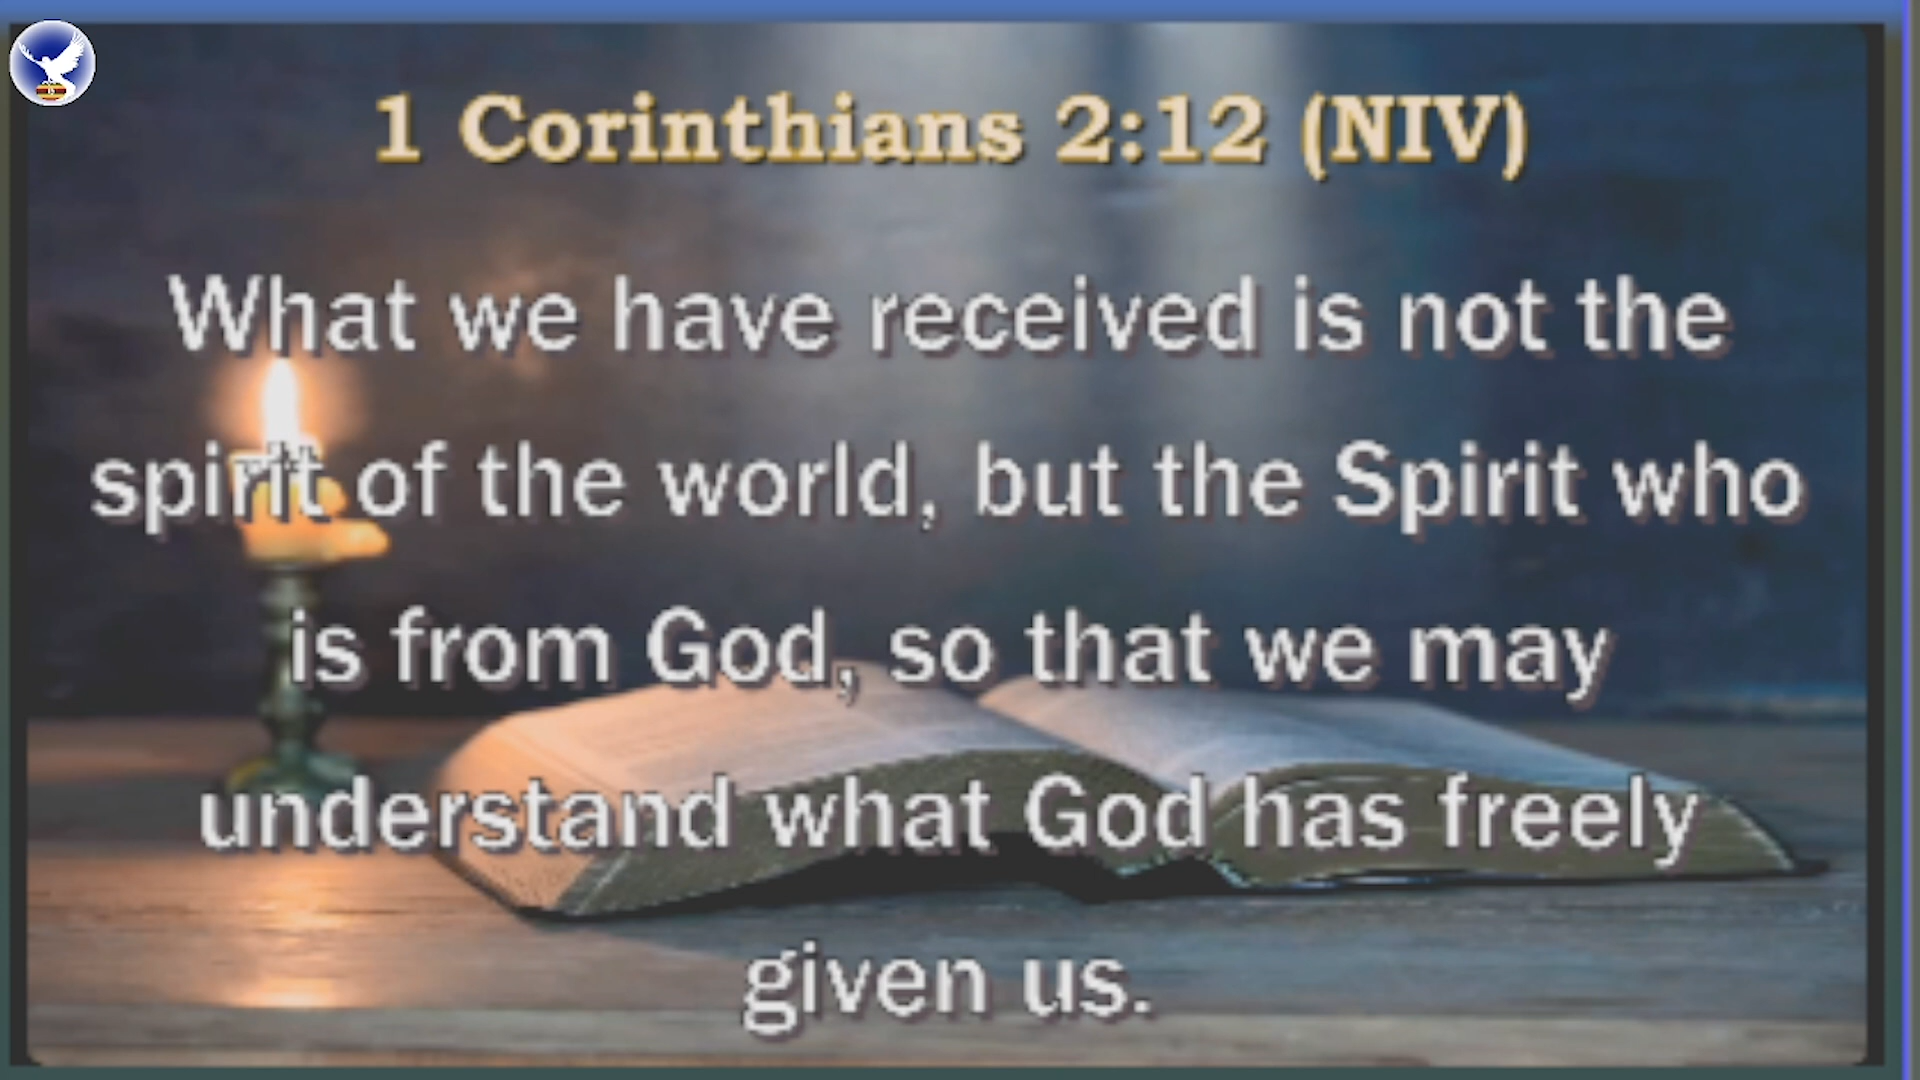 1 Corinthians 2:12 (NIV)
What we have received is not the
spirit of the world, but the Spirit who
is from God, so that we may
understand what God has freely
given us.